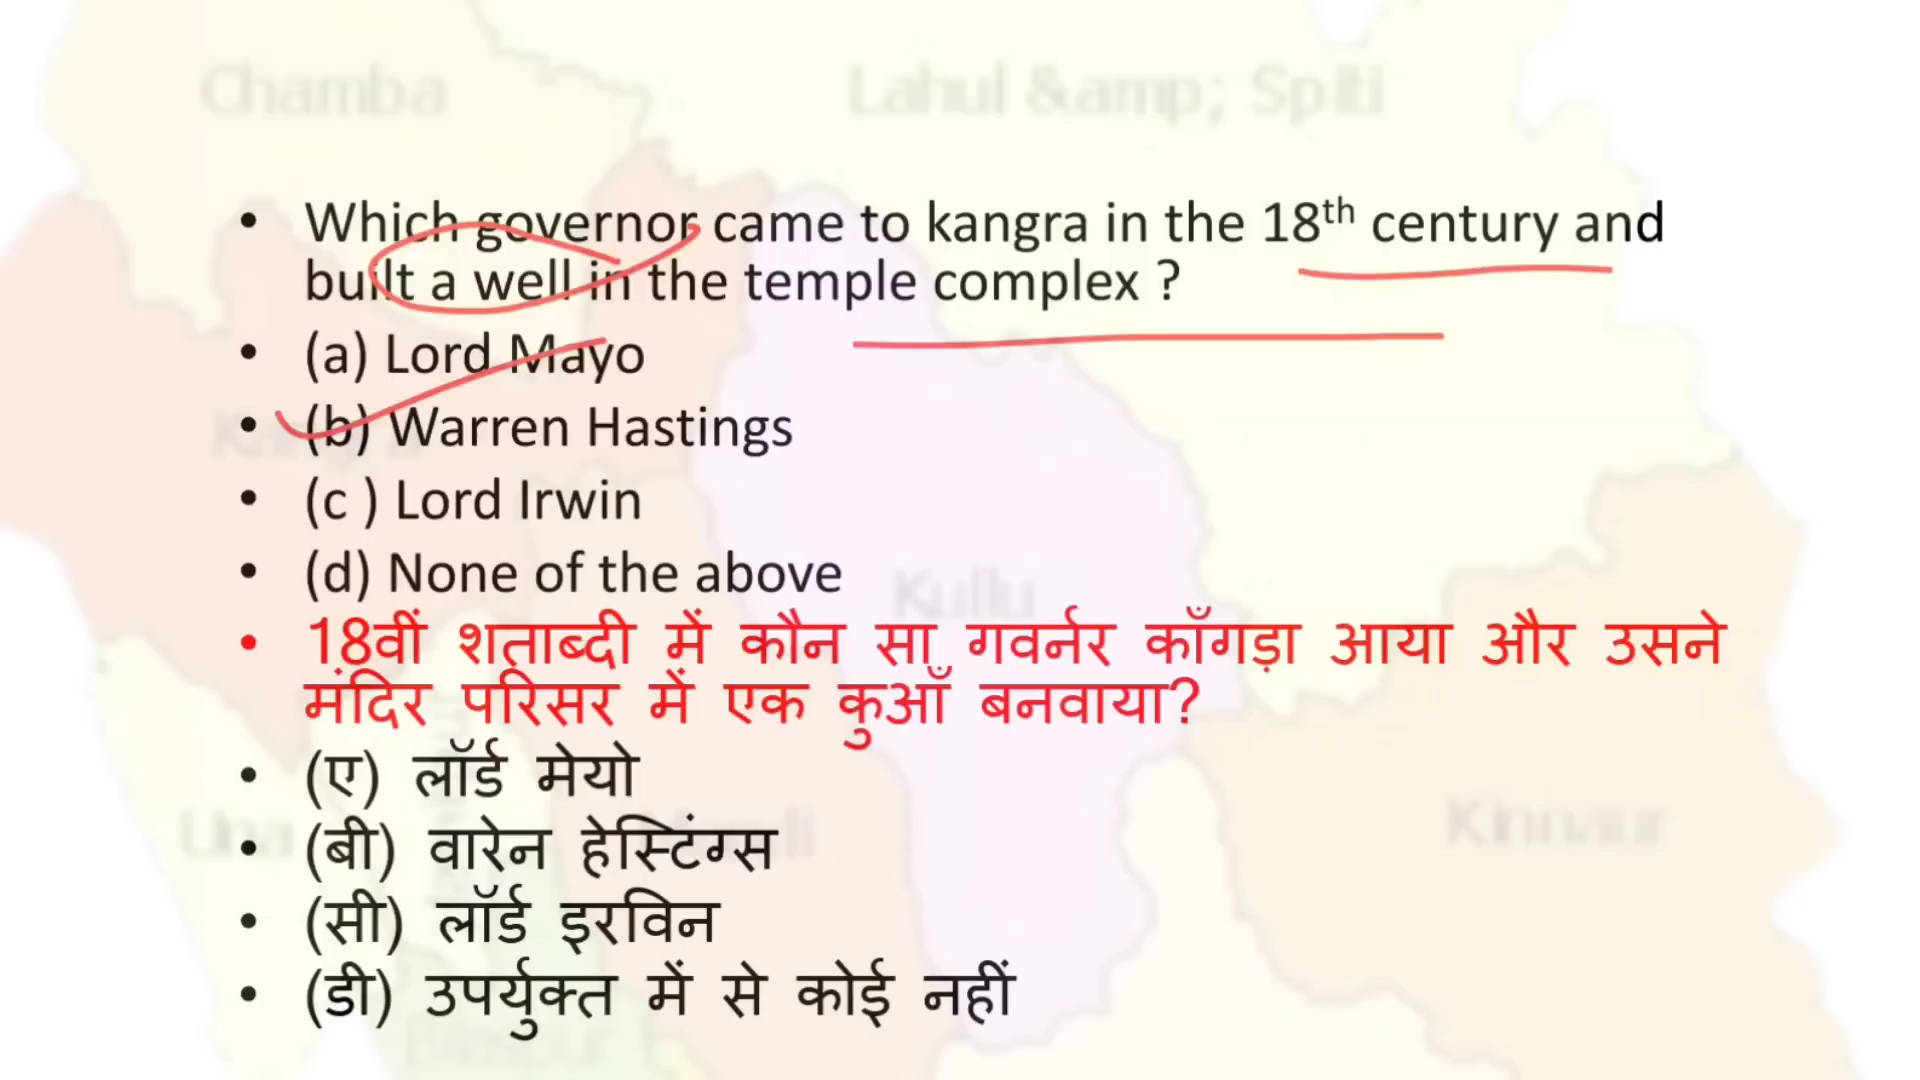 Chamba
Lahul &amp; Spiti
• Which governor came to kangra in the 18th century and
built a well in the temple complex ?
• (a) Lord Mayo
• (b) Warren Hastings
• (c ) Lord Irwin
• (d) None of the above
Kullu
• 18वीं शताब्दी में कौन सा गवर्नर काँगड़ा आया और उसने
मंदिर परिसर में एक कुआँ बनवाया?
• (ए) लॉर्ड मेयो
Una
Kinnaur
• (बी) वारेन हेस्टिंग्स
• (सी) लॉर्ड इरविन
• (डी) उपर्युक्त में से कोई नहीं
Bilaspur